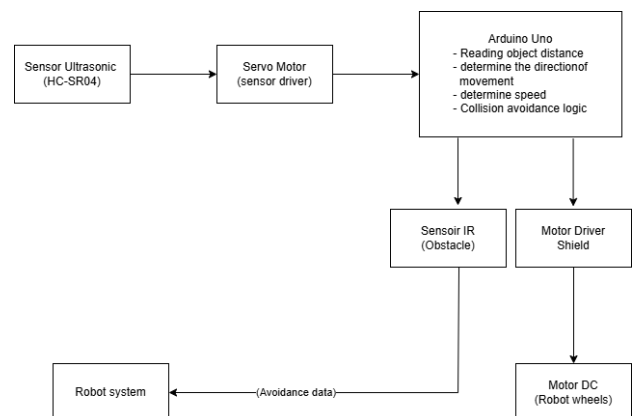 Sensor Ultrasonic
(HC-SR04)
Servo Motor
(sensor driver)
Arduino Uno
- Reading object distance
- determine the directionof
movement
- determine speed
- Collision avoidance logic
Sensoir IR
(Obstacle)
Motor Driver
Shield
Robot system
(Avoidance data)
Motor DC
(Robot wheels)